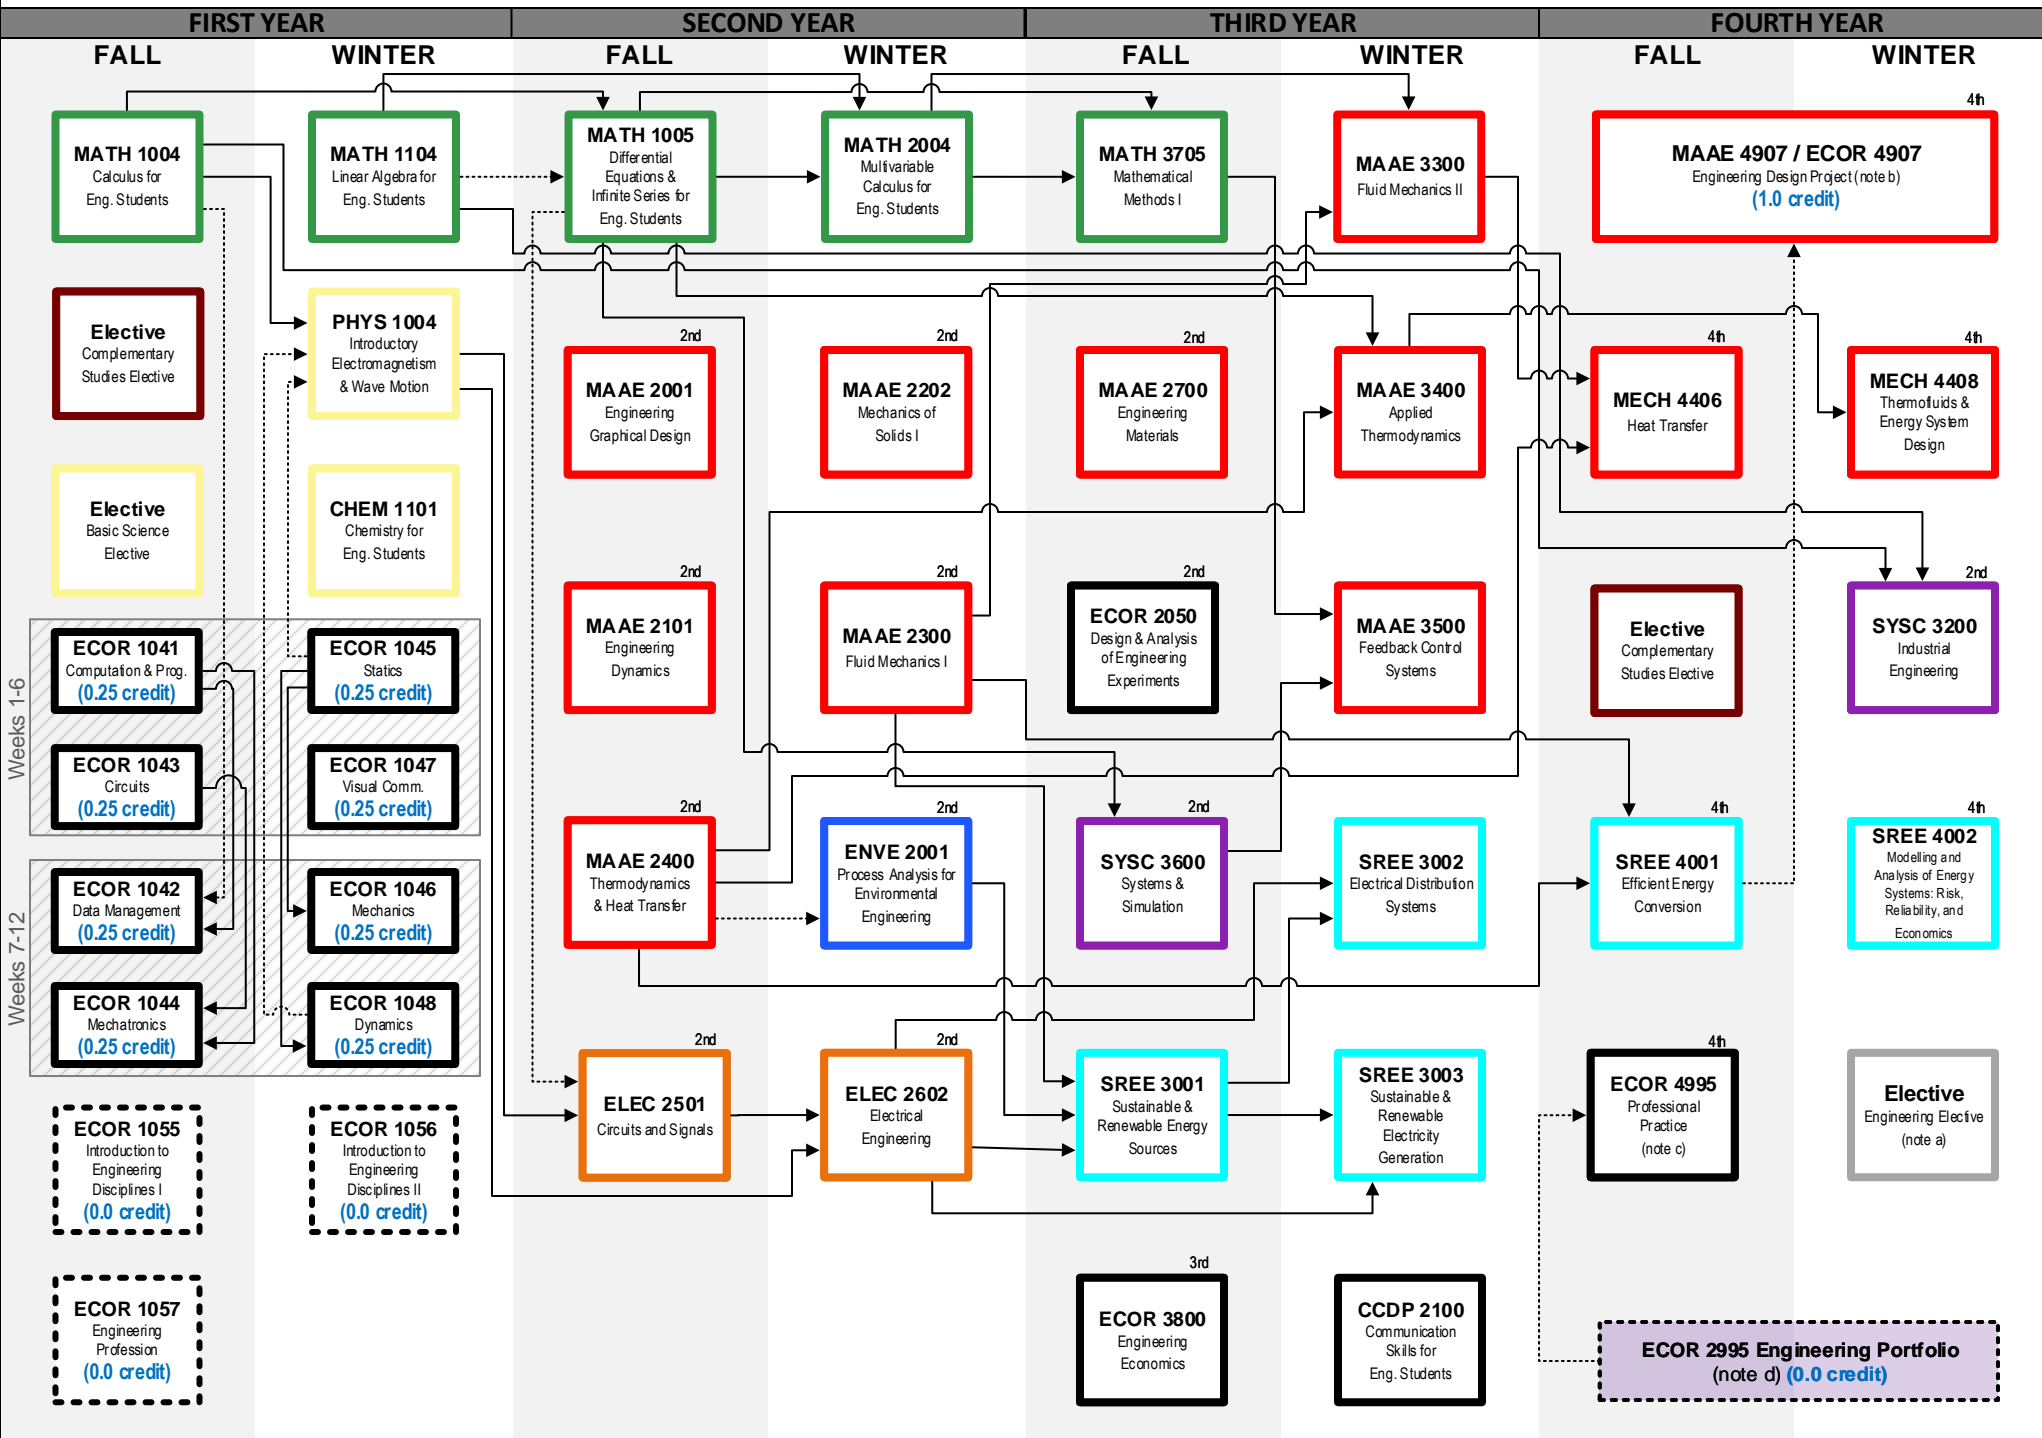 FIRST YEAR
SECOND YEAR
THIRD YEAR
FOURTH YEAR
FALL
WINTER
FALL
WINTER
FALL
WINTER
FALL
WINTER
MATH 1004
Calculus for
Eng. Students
MATH 1104
Linear Algebra for
Eng. Students
MATH 1005
Differential
Equations &
Infinite Series for
Eng. Students
MATH 2004
Multivariable
Calculus for
Eng. Students
MATH 3705
Mathematical
Methods I
MAAE 3300
Fluid Mechanics II
4th
MAAE 4907 / ECOR 4907
Engineering Design Project (note b)
(1.0 credit)
Elective
Complementary
Studies Elective
PHYS 1004
Introductory
Electromagnetism
& Wave Motion
2nd
MAAE 2001
Engineering
Graphical Design
2nd
MAAE 2202
Mechanics of
Solids I
2nd
MAAE 2700
Engineering
Materials
MAAE 3400
Applied
Thermodynamics
4th
MECH 4406
Heat Transfer
4th
MECH 4408
Thermofluids &
Energy System
Design
Elective
Basic Science
Elective
CHEM 1101
Chemistry for
Eng. Students
2nd
MAAE 2101
Engineering
Dynamics
2nd
MAAE 2300
Fluid Mechanics I
2nd
ECOR 2050
Design & Analysis
of Engineering
Experiments
MAAE 3500
Feedback Control
Systems
Elective
Complementary
Studies Elective
2nd
SYSC 3200
Industrial
Engineering
Weeks 1-6
ECOR 1041
Computation & Prog.
(0.25 credit)
ECOR 1045
Statics
(0.25 credit)
ECOR 1043
Circuits
(0.25 credit)
ECOR 1047
Visual Comm.
(0.25 credit)
2nd
MAAE 2400
Thermodynamics
& Heat Transfer
2nd
ENVE 2001
Process Analysis for
Environmental
Engineering
2nd
SYSC 3600
Systems &
Simulation
SREE 3002
Electrical Distribution
Systems
4th
SREE 4001
Efficient Energy
Conversion
4th
SREE 4002
Modelling and
Analysis of Energy
Systems: Risk,
Reliability, and
Economics
Weeks 7-12
ECOR 1042
Data Management
(0.25 credit)
ECOR 1046
Mechanics
(0.25 credit)
ECOR 1044
Mechatronics
(0.25 credit)
ECOR 1048
Dynamics
(0.25 credit)
2nd
ELEC 2501
Circuits and Signals
2nd
ELEC 2602
Electrical
Engineering
SREE 3001
Sustainable &
Renewable Energy
Sources
SREE 3003
Sustainable &
Renewable
Electricity
Generation
4th
ECOR 4995
Professional
Practice
(note c)
Elective
Engineering Elective
(note a)
ECOR 1055
Introduction to
Engineering
Disciplines I
(0.0 credit)
ECOR 1056
Introduction to
Engineering
Disciplines II
(0.0 credit)
ECOR 1057
Engineering
Profession
(0.0 credit)
3rd
ECOR 3800
Engineering
Economics
CCDP 2100
Communication
Skills for
Eng. Students
ECOR 2995 Engineering Portfolio
(note d) (0.0 credit)